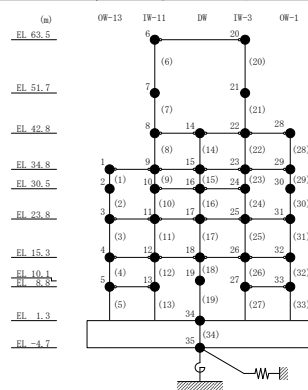 (m) OW-13 IW-11 DW IW-3 OW-1
EL 63.5 6 20
(6) (20)
EL 51.7 7 21
(7) (21)
EL 42.8 8 14 22 28
(8) (14) (22) (28)
EL 34.8 1 9 15 23 29
(1) (9) (15) (23) (29)
EL 30.5 2 10 16 24 30
(2) (10) (16) (24) (30)
EL 23.8 3 11 17 25 31
(3) (11) (17) (25) (31)
EL 15.3 4 12 18 26 32
(4) (12) (18) (26) (32)
EL 10.1 19
EL 8.8 5 13 27 33
(5) (13) (19) (27) (33)
EL 1.3 34
(34)
EL -4.7 35